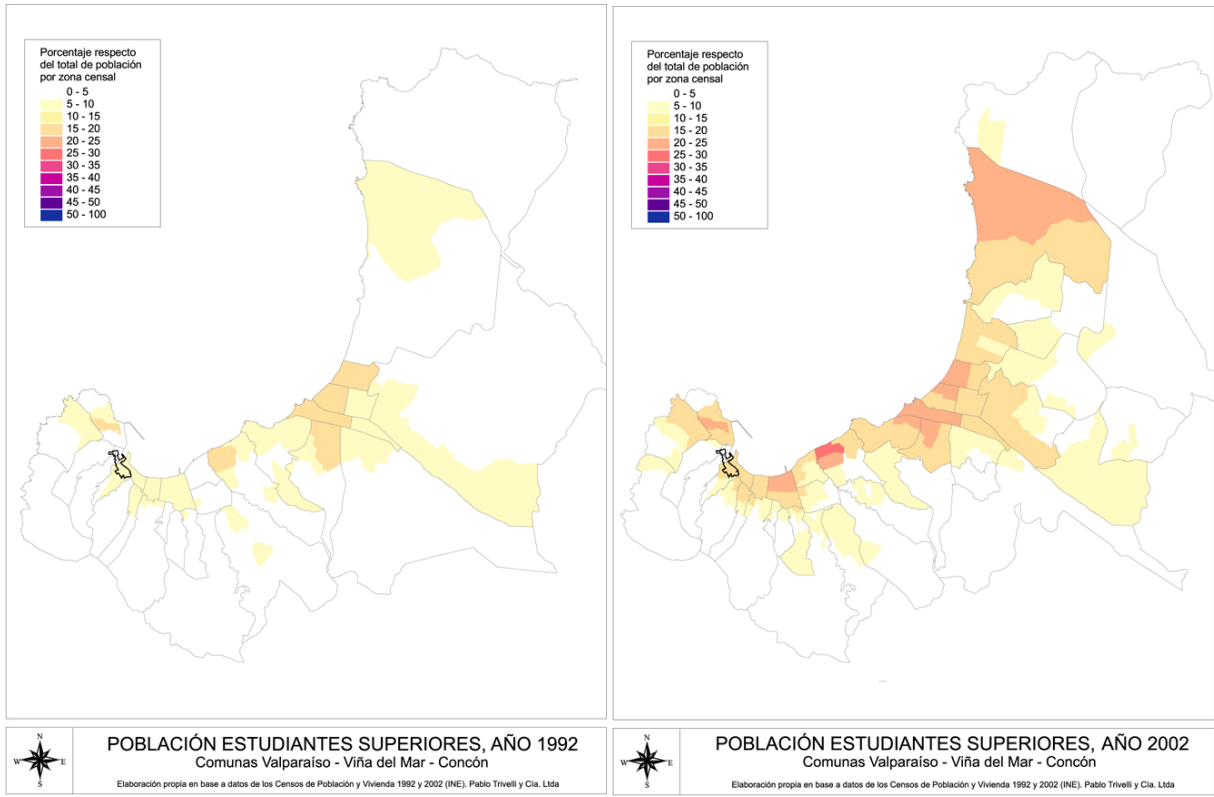 Porcentaje respecto
del total de población
por zona censal
0 - 5
5 - 10
10 - 15
15 - 20
20 - 25
25 - 30
30 - 35
35 - 40
40 - 45
45 - 50
50 - 100
N
W
E
S
POBLACIÓN ESTUDIANTES SUPERIORES, AÑO 1992
Comunas Valparaíso - Viña del Mar - Concón
Elaboración propia en base a datos de los Censos de Población y Vivienda 1992 y 2002 (INE). Pablo Trivelli y Cía. Ltda
Porcentaje respecto
del total de población
por zona censal
0 - 5
5 - 10
10 - 15
15 - 20
20 - 25
25 - 30
30 - 35
35 - 40
40 - 45
45 - 50
50 - 100
N
W
E
S
POBLACIÓN ESTUDIANTES SUPERIORES, AÑO 2002
Comunas Valparaíso - Viña del Mar - Concón
Elaboración propia en base a datos de los Censos de Población y Vivienda 1992 y 2002 (INE). Pablo Trivelli y Cía. Ltda